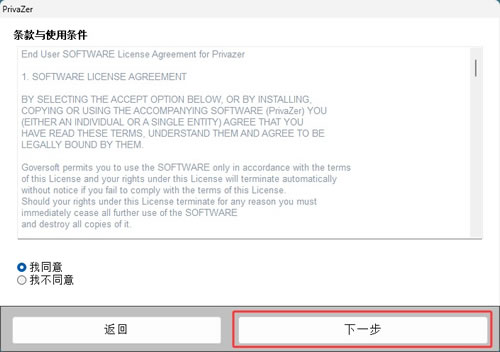 PrivaZer
条款与使用条件
End User SOFTWARE License Agreement for Privazer
1. SOFTWARE LICENSE AGREEMENT
BY SELECTING THE ACCEPT OPTION BELOW, OR BY INSTALLING,
COPYING OR USING THE ACCOMPANYING SOFTWARE (PrivaZer) YOU
(EITHER AN INDIVIDUAL OR A SINGLE ENTITY) AGREE THAT YOU
HAVE READ THESE TERMS, UNDERSTAND THEM AND AGREE TO BE
LEGALLY BOUND BY THEM.
Goversoft permits you to use the SOFTWARE only in accordance with the terms
of this License and your rights under this License will terminate automatically
without notice if you fail to comply with the terms of this License.
Should your rights under this License terminate for any reason you must
immediately cease all further use of the SOFTWARE
and destroy all copies of it.
我同意
我不同意
返回
下一步